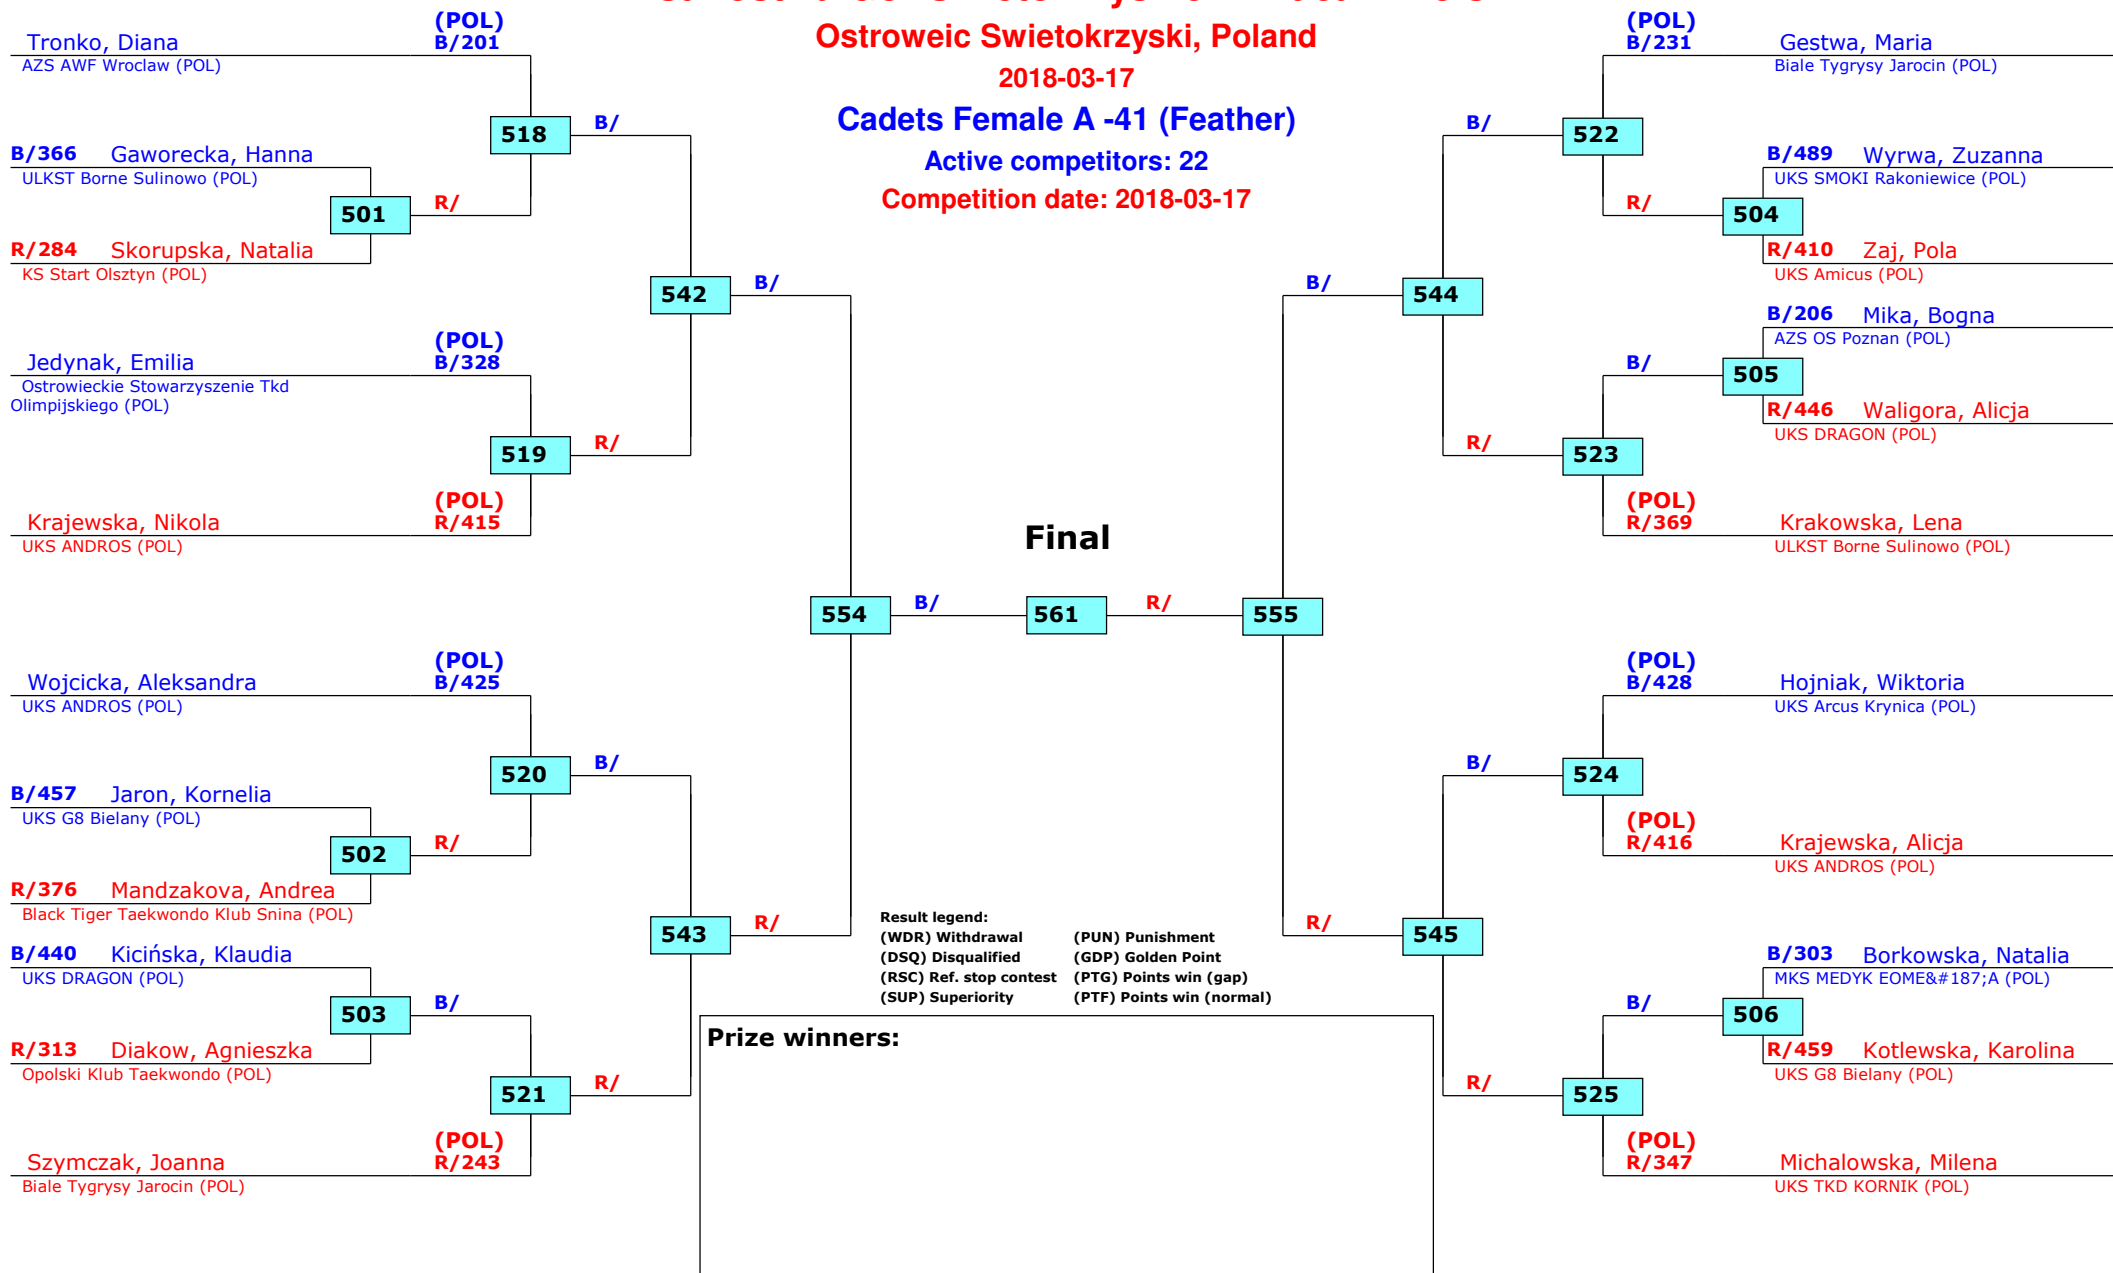 Ostroweic Swietokrzyski, Poland
2018-03-17
Cadets Female A -41 (Feather)
Active competitors: 22
Competition date: 2018-03-17
(POL)
Tronko, Diana B/201
AZS AWF Wroclaw (POL)
518 B/
B/366 Gaworecka, Hanna
ULKST Borne Sulinowo (POL)
501 R/
R/284 Skorupska, Natalia
KS Start Olsztyn (POL)
542 B/
(POL)
Jedynak, Emilia B/328
Ostrowieckie Stowarzyszenie Tkd
Olimpijskiego (POL)
519 R/
(POL)
Krajewska, Nikola R/415
UKS ANDROS (POL)
Final
554 B/ 561 R/ 555
(POL)
Wojcicka, Aleksandra B/425
UKS ANDROS (POL)
520 B/
B/457 Jaron, Kornelia
UKS G8 Bielany (POL)
502 R/
R/376 Mandzakova, Andrea
Black Tiger Taekwondo Klub Snina (POL)
543 R/
B/440 Kicińska, Klaudia
UKS DRAGON (POL)
503 B/
R/313 Diakow, Agnieszka
Opolski Klub Taekwondo (POL)
521 R/
(POL)
Szymczak, Joanna R/243
Biale Tygrysy Jarocin (POL)
(POL)
B/231 Gestwa, Maria
Biale Tygrysy Jarocin (POL)
B/ 522
B/489 Wyrwa, Zuzanna
UKS SMOKI Rakoniewice (POL)
R/ 504
R/410 Zaj, Pola
UKS Amicus (POL)
B/ 544
B/206 Mika, Bogna
AZS OS Poznan (POL)
B/ 505
R/446 Waligora, Alicja
UKS DRAGON (POL)
R/ 523
(POL)
R/369 Krakowska, Lena
ULKST Borne Sulinowo (POL)
(POL)
B/428 Hojniak, Wiktoria
UKS Arcus Krynica (POL)
B/ 524
(POL)
R/416 Krajewska, Alicja
UKS ANDROS (POL)
R/ 545
B/303 Borkowska, Natalia
MKS MEDYK EOME&#187;A (POL)
B/ 506
R/459 Kotlewska, Karolina
UKS G8 Bielany (POL)
R/ 525
(POL)
R/347 Michalowska, Milena
UKS TKD KORNIK (POL)
Result legend:
(WDR) Withdrawal (PUN) Punishment
(DSQ) Disqualified (GDP) Golden Point
(RSC) Ref. stop contest (PTG) Points win (gap)
(SUP) Superiority (PTF) Points win (normal)
Prize winners: